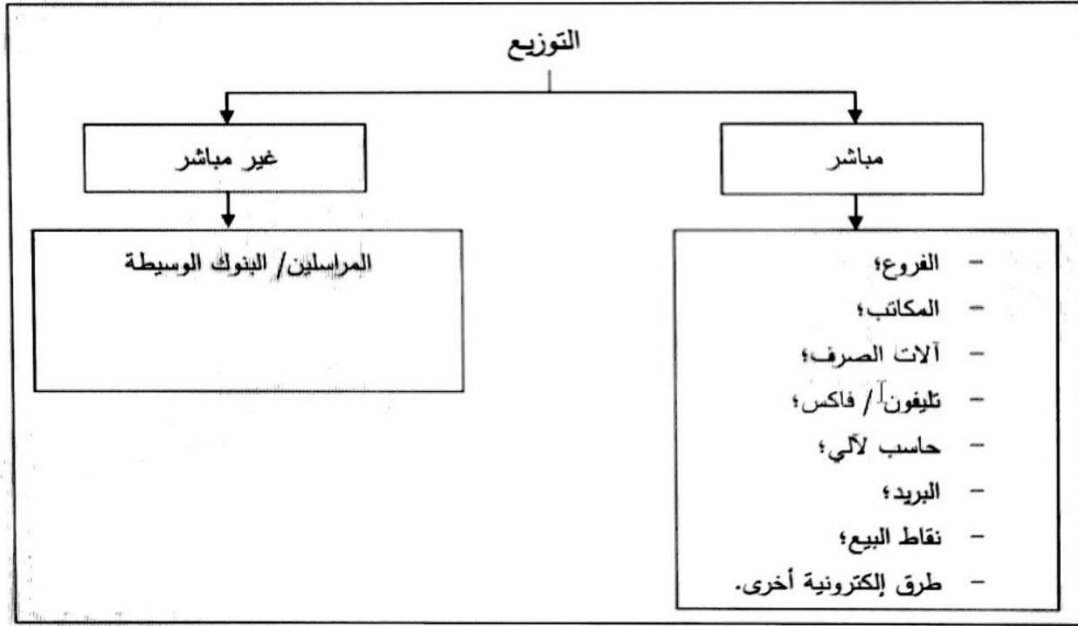 التوزيع
مباشر
غير مباشر
- الفروع؛
- المكاتب؛
- آلات الصرف؛
- تليفون / فاكس؛
- حاسب لآلي؛
- البريد؛
- نقاط البيع؛
- طرق إلكترونية أخرى.
المراسلين/ البنوك الوسيطة